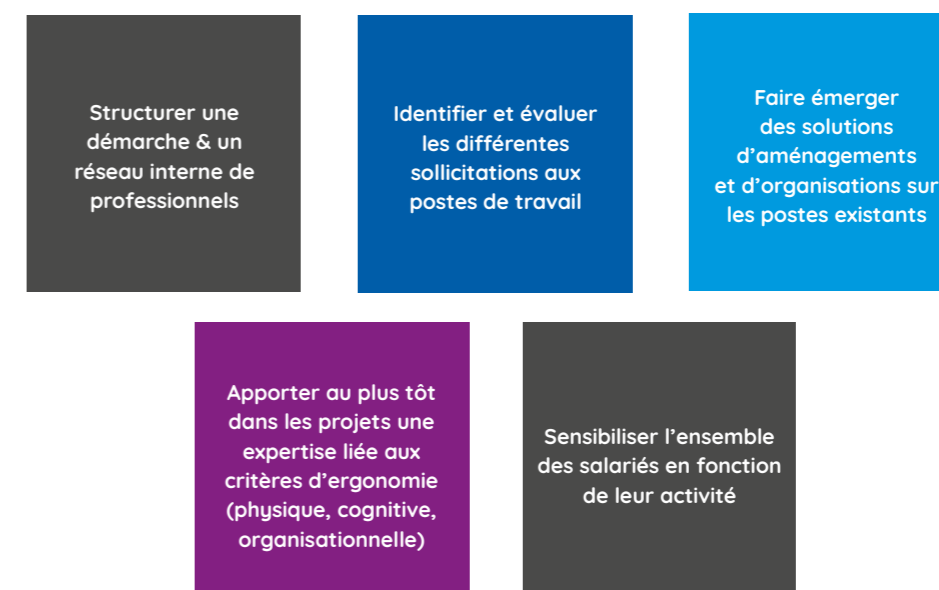 Structurer une
démarche & un
réseau interne de
professionnels
Identifier et évaluer
les différentes
sollicitations aux
postes de travail
Faire émerger
des solutions
d’aménagements
et d’organisations sur
les postes existants
Apporter au plus tôt
dans les projets une
expertise liée aux
critères d’ergonomie
(physique, cognitive,
organisationnelle)
Sensibiliser l’ensemble
des salariés en fonction
de leur activité